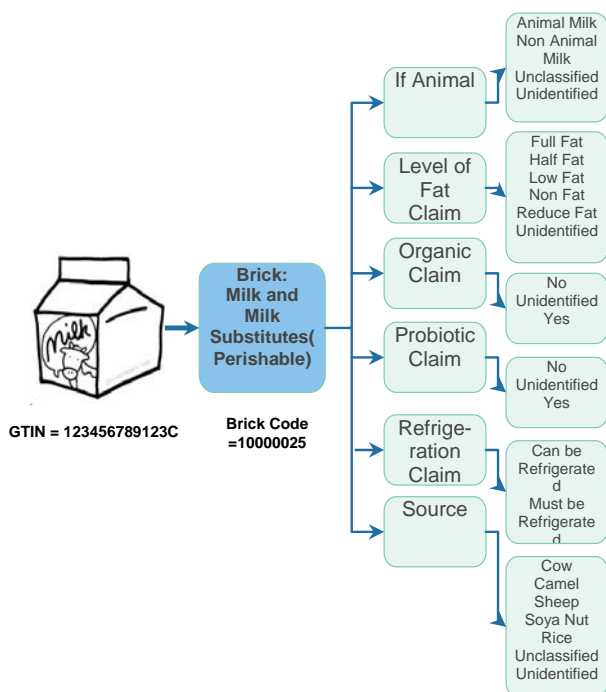 Animal Milk
Non Animal
Milk
Unclassified
Unidentified
If Animal
Full Fat
Half Fat
Low Fat
Non Fat
Reduce Fat
Unidentified
Level of
Fat
Claim
Organic
Claim
No
Unidentified
Yes
Milk
Brick:
Milk and
Milk
Substitutes(
Perishable)
Probiotic
Claim
No
Unidentified
Yes
GTIN = 123456789123C
Brick Code
=10000025
Refrige-
ration
Claim
Can be
Refrigerate
d
Must be
Refrigerate
d
Source
Cow
Camel
Sheep
Soya Nut
Rice
Unclassified
Unidentified